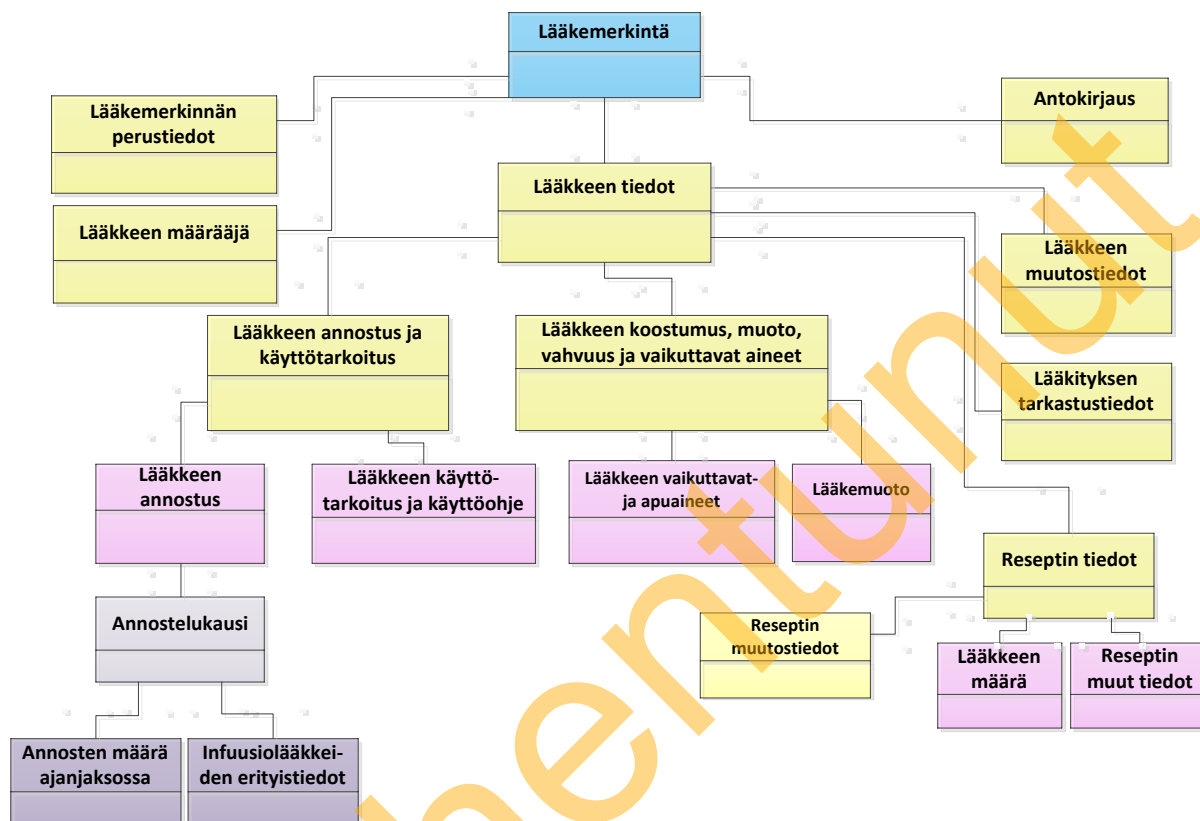 Lääkemerkintä
Lääkemerkinnän
perustiedot
Antokirjaus
Lääkkeen tiedot
Lääkkeen määrääjä
Lääkkeen
muutostiedot
Lääkkeen annostus ja
käyttötarkoitus
Lääkkeen koostumus, muoto,
vahvuus ja vaikuttavat aineet
Lääkityksen
tarkastustiedot
Lääkkeen
annostus
Lääkkeen käyttö-
tarkoitus ja käyttöohje
Lääkkeen vaikuttavat-
ja apuaineet
Lääkemuoto
Reseptin tiedot
Annostelukausi
Reseptin
muutostiedot
Lääkkeen
määrä
Reseptin
muut tiedot
Annosten määrä
ajanjaksossa
Infuusiolääkkei-
den erityistiedot
hentunut